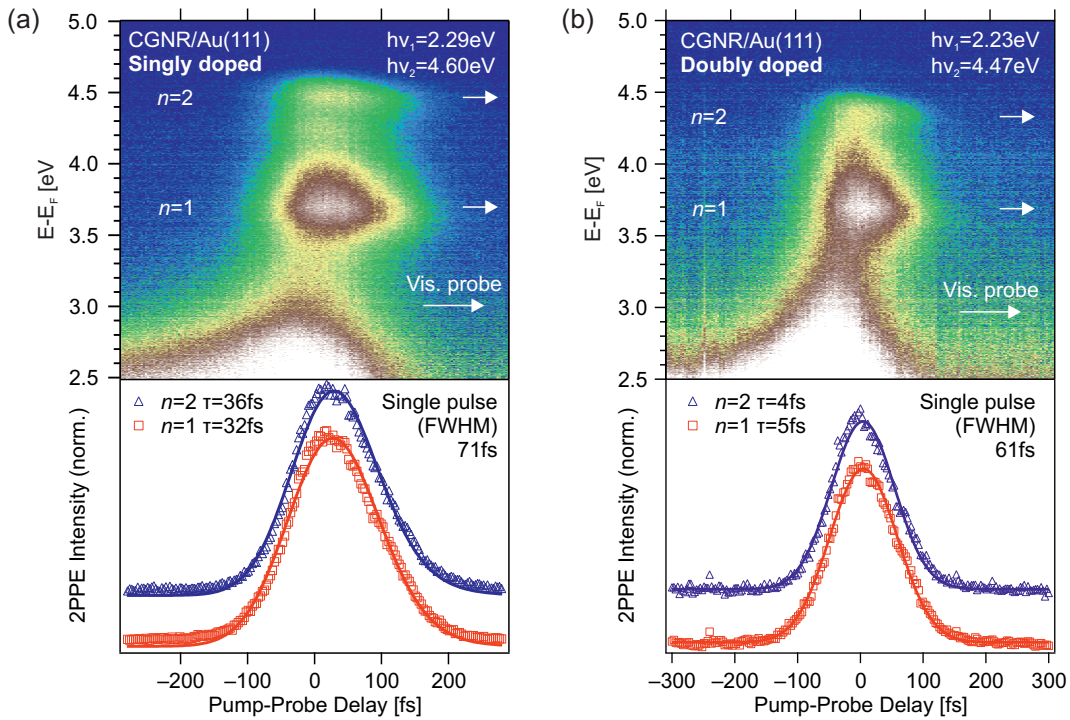 (a)
5.0
4.5
4.0
3.5
3.0
2.5
E-E_F [eV]
CGNR/Au(111)
Singly doped
hν₁=2.29eV
hν₂=4.60eV
n=2
n=1
Vis. probe
2PPE Intensity (norm.)
n=2 τ=36fs
n=1 τ=32fs
Single pulse
(FWHM)
71fs
−200
−100
0
100
200
Pump-Probe Delay [fs]
(b)
5.0
4.5
4.0
3.5
3.0
2.5
E-E_F [eV]
CGNR/Au(111)
Doubly doped
hν₁=2.23eV
hν₂=4.47eV
n=2
n=1
Vis. probe
2PPE Intensity (norm.)
n=2 τ=4fs
n=1 τ=5fs
Single pulse
(FWHM)
61fs
−300
−200
−100
0
100
200
300
Pump-Probe Delay [fs]